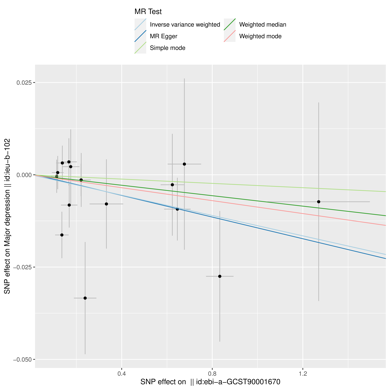 MR Test
Inverse variance weighted
Weighted median
MR Egger
Weighted mode
Simple mode
0.025
0.000
-0.025
-0.050
SNP effect on Major depression || id:ieu-b-102
0.4
0.8
1.2
SNP effect on || id:ebi-a-GCST90001670